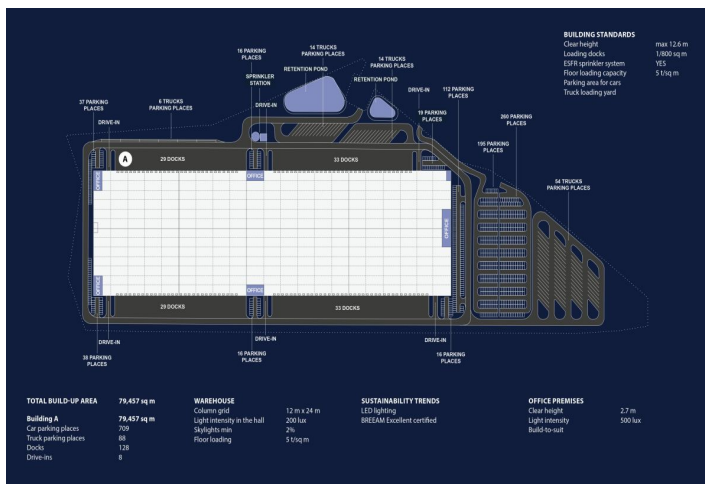 BUILDING STANDARDS
Clear height max 12.6 m
Loading docks 1/800 sq m
ESFR sprinkler system YES
Floor loading capacity 5 t/sq m
Parking area for cars
Truck loading yard
16 PARKING
PLACES
14 TRUCKS
PARKING PLACES
14 TRUCKS
PARKING PLACES
RETENTION POND
RETENTION POND
SPRINKLER
STATION
DRIVE-IN
DRIVE-IN
112 PARKING
PLACES
37 PARKING
PLACES
6 TRUCKS
PARKING PLACES
DRIVE-IN
19 PARKING
PLACES
260 PARKING
PLACES
195 PARKING
PLACES
54 TRUCKS
PARKING PLACES
A
29 DOCKS
33 DOCKS
OFFICE
OFFICE
OFFICE
OFFICE
OFFICE
29 DOCKS
33 DOCKS
DRIVE-IN
DRIVE-IN
DRIVE-IN
38 PARKING
PLACES
16 PARKING
PLACES
16 PARKING
PLACES
TOTAL BUILD-UP AREA 79,457 sq m
Building A 79,457 sq m
Car parking places 709
Truck parking places 88
Docks 128
Drive-ins 8
WAREHOUSE
Column grid 12 m x 24 m
Light intensity in the hall 200 lux
Skylights min 2%
Floor loading 5 t/sq m
SUSTAINABILITY TRENDS
LED lighting
BREEAM Excellent certified
OFFICE PREMISES
Clear height 2.7 m
Light intensity 500 lux
Build-to-suit